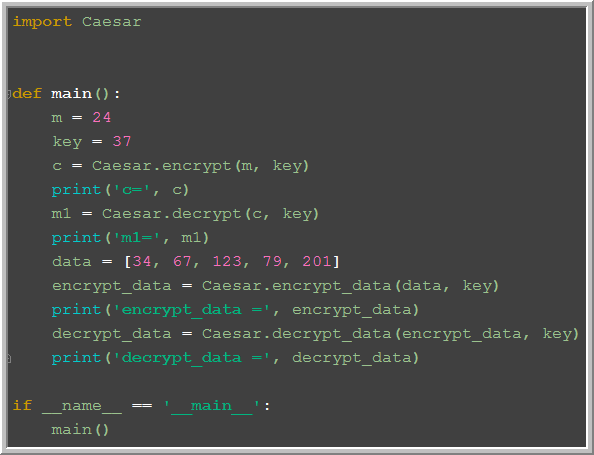 import Caesar
def main():
    m = 24
    key = 37
    c = Caesar.encrypt(m, key)
    print('c=', c)
    m1 = Caesar.decrypt(c, key)
    print('m1=', m1)
    data = [34, 67, 123, 79, 201]
    encrypt_data = Caesar.encrypt_data(data, key)
    print('encrypt_data =', encrypt_data)
    decrypt_data = Caesar.decrypt_data(encrypt_data, key)
    print('decrypt_data =', decrypt_data)
if __name__ == '__main__':
    main()